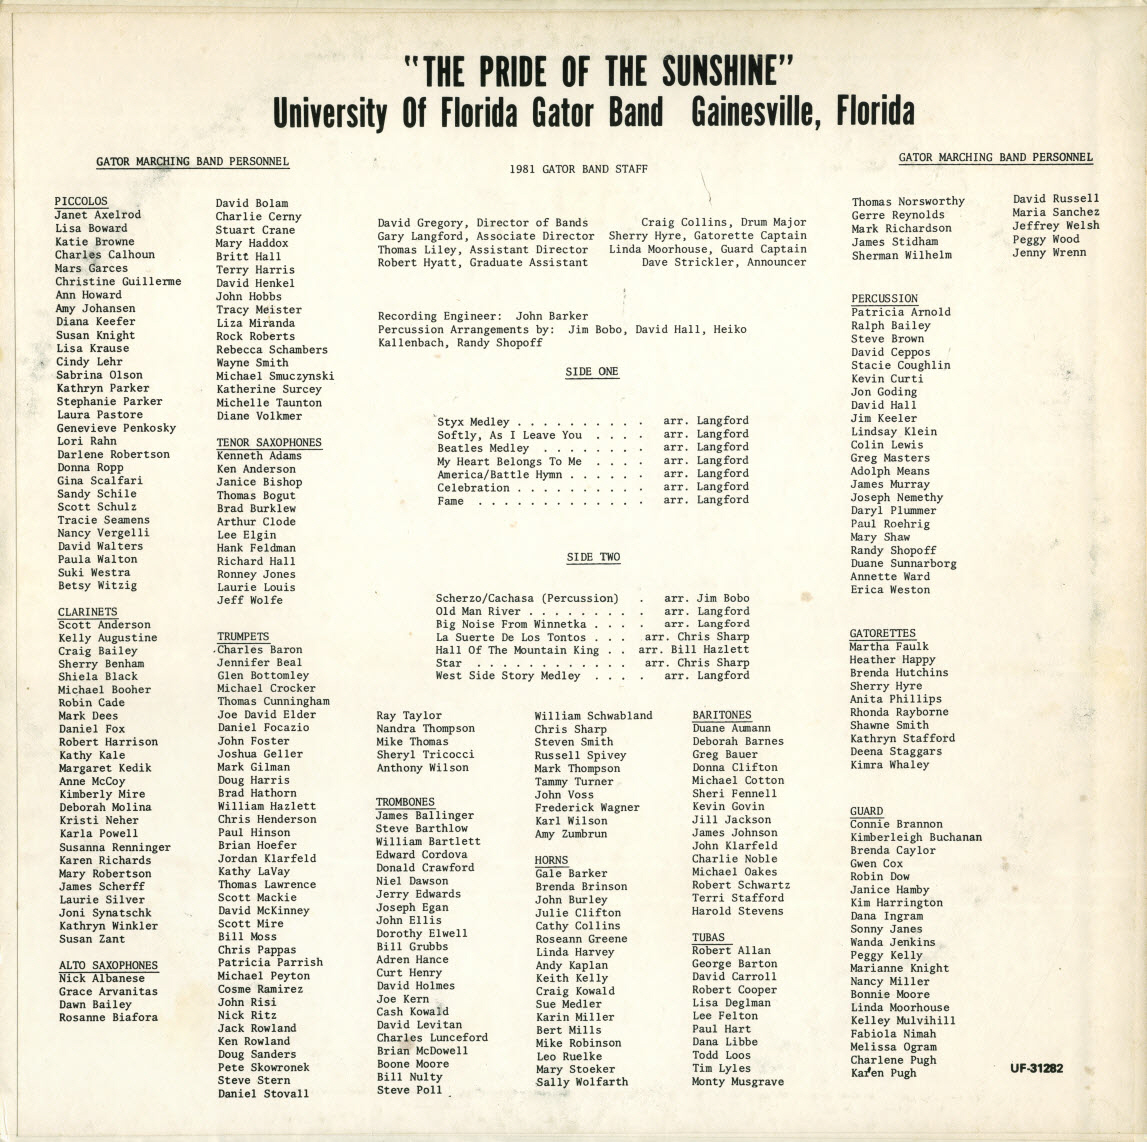 "THE PRIDE OF THE SUNSHINE"
University Of Florida Gator Band Gainesville, Florida
GATOR MARCHING BAND PERSONNEL
PICCOLOS
Janet Axelrod
Lisa Boward
Katie Browne
Charles Calhoun
Mars Garces
Christine Guillerme
Ann Howard
Amy Johansen
Diana Keefer
Susan Knight
Lisa Krause
Cindy Lehr
Sabrina Olson
Kathryn Parker
Stephanie Parker
Laura Pastore
Genevieve Penkosky
Lori Rahn
Darlene Robertson
Donna Ropp
Gina Scalfari
Sandy Schile
Scott Schulz
Tracie Seamens
Nancy Vergelli
David Walters
Paula Walton
Suki Westra
Betsy Witzig
CLARINETS
Scott Anderson
Kelly Augustine
Craig Bailey
Sherry Benham
Shiela Black
Michael Booher
Robin Cade
Mark Dees
Daniel Fox
Robert Harrison
Kathy Kale
Margaret Kedik
Anne McCoy
Kimberly Mire
Deborah Molina
Kristi Neher
Karla Powell
Susanna Renninger
Karen Richards
Mary Robertson
James Scherff
Laurie Silver
Joni Synatschk
Kathryn Winkler
Susan Zant
ALTO SAXOPHONES
Nick Albanese
Grace Arvanitas
Dawn Bailey
Rosanne Biafora
David Bolam
Charlie Cerny
Stuart Crane
Mary Haddox
Britt Hall
Terry Harris
David Henkel
John Hobbs
Tracy Meister
Liza Miranda
Rock Roberts
Rebecca Schambers
Wayne Smith
Michael Smuczynski
Katherine Surcey
Michelle Taunton
Diane Volkmer
TENOR SAXOPHONES
Kenneth Adams
Ken Anderson
Janice Bishop
Thomas Bogut
Brad Burklew
Arthur Clode
Lee Elgin
Hank Feldman
Richard Hall
Ronney Jones
Laurie Louis
Jeff Wolfe
TRUMPETS
Charles Baron
Jennifer Beal
Glen Bottomley
Michael Crocker
Thomas Cunningham
Joe David Elder
Daniel Focazio
John Foster
Joshua Geller
Mark Gilman
Doug Harris
Brad Hathorn
William Hazlett
Chris Henderson
Paul Hinson
Brian Hoefer
Jordan Klarfeld
Kathy LaVay
Thomas Lawrence
Scott Mackie
David McKinney
Scott Mire
Bill Moss
Chris Pappas
Patricia Parrish
Michael Peyton
Cosme Ramirez
John Risi
Nick Ritz
Jack Rowland
Ken Rowland
Doug Sanders
Pete Skowronek
Steve Stern
Daniel Stovall
1981 GATOR BAND STAFF
David Gregory, Director of Bands Craig Collins, Drum Major
Gary Langford, Associate Director Sherry Hyre, Gatorette Captain
Thomas Liley, Assistant Director Linda Moorhouse, Guard Captain
Robert Hyatt, Graduate Assistant Dave Strickler, Announcer
Recording Engineer: John Barker
Percussion Arrangements by: Jim Bobo, David Hall, Heiko
Kallenbach, Randy Shopoff
SIDE ONE
Styx Medley . . . . . . . . . . arr. Langford
Softly, As I Leave You . . . . arr. Langford
Beatles Medley . . . . . . . . arr. Langford
My Heart Belongs To Me . . . . arr. Langford
America/Battle Hymn . . . . . . arr. Langford
Celebration . . . . . . . . . . arr. Langford
Fame . . . . . . . . . . . . . arr. Langford
SIDE TWO
Scherzo/Cachasa (Percussion) . arr. Jim Bobo
Old Man River . . . . . . . . . arr. Langford
Big Noise From Winnetka . . . . arr. Langford
La Suerte De Los Tontos . . . arr. Chris Sharp
Hall Of The Mountain King . . arr. Bill Hazlett
Star . . . . . . . . . . . arr. Chris Sharp
West Side Story Medley . . . . arr. Langford
Ray Taylor
Nandra Thompson
Mike Thomas
Sheryl Tricocci
Anthony Wilson
TROMBONES
James Ballinger
Steve Barthlow
William Bartlett
Edward Cordova
Donald Crawford
Niel Dawson
Jerry Edwards
Joseph Egan
John Ellis
Dorothy Elwell
Bill Grubbs
Adren Hance
Curt Henry
David Holmes
Joe Kern
Cash Kowald
David Levitan
Charles Lunceford
Brian McDowell
Boone Moore
Bill Nulty
Steve Poll
William Schwabland
Chris Sharp
Steven Smith
Russell Spivey
Mark Thompson
Tammy Turner
John Voss
Frederick Wagner
Karl Wilson
Amy Zumbrun
HORNS
Gale Barker
Brenda Brinson
John Burley
Julie Clifton
Cathy Collins
Roseann Greene
Linda Harvey
Andy Kaplan
Keith Kelly
Craig Kowald
Sue Medler
Karin Miller
Bert Mills
Mike Robinson
Leo Ruelke
Mary Stoeker
Sally Wolfarth
BARITONES
Duane Aumann
Deborah Barnes
Greg Bauer
Donna Clifton
Michael Cotton
Sheri Fennell
Kevin Govin
Jill Jackson
James Johnson
John Klarfeld
Charlie Noble
Michael Oakes
Robert Schwartz
Terri Stafford
Harold Stevens
TUBAS
Robert Allan
George Barton
David Carroll
Robert Cooper
Lisa Deglman
Lee Felton
Paul Hart
Dana Libbe
Todd Loos
Tim Lyles
Monty Musgrave
GATOR MARCHING BAND PERSONNEL
Thomas Norsworthy
Gerre Reynolds
Mark Richardson
James Stidham
Sherman Wilhelm
David Russell
Maria Sanchez
Jeffrey Welsh
Peggy Wood
Jenny Wrenn
PERCUSSION
Patricia Arnold
Ralph Bailey
Steve Brown
David Ceppos
Stacie Coughlin
Kevin Curti
Jon Goding
David Hall
Jim Keeler
Lindsay Klein
Colin Lewis
Greg Masters
Adolph Means
James Murray
Joseph Nemethy
Daryl Plummer
Paul Roehrig
Mary Shaw
Randy Shopoff
Duane Sunnarborg
Annette Ward
Erica Weston
GATORETTES
Martha Faulk
Heather Happy
Brenda Hutchins
Sherry Hyre
Anita Phillips
Rhonda Rayborne
Shawne Smith
Kathryn Stafford
Deena Staggars
Kimra Whaley
GUARD
Connie Brannon
Kimberleigh Buchanan
Brenda Caylor
Gwen Cox
Robin Dow
Janice Hamby
Kim Harrington
Dana Ingram
Sonny Janes
Wanda Jenkins
Peggy Kelly
Marianne Knight
Nancy Miller
Bonnie Moore
Linda Moorhouse
Kelley Mulvihill
Fabiola Nimah
Melissa Ogram
Charlene Pugh
Karen Pugh
UF-31282